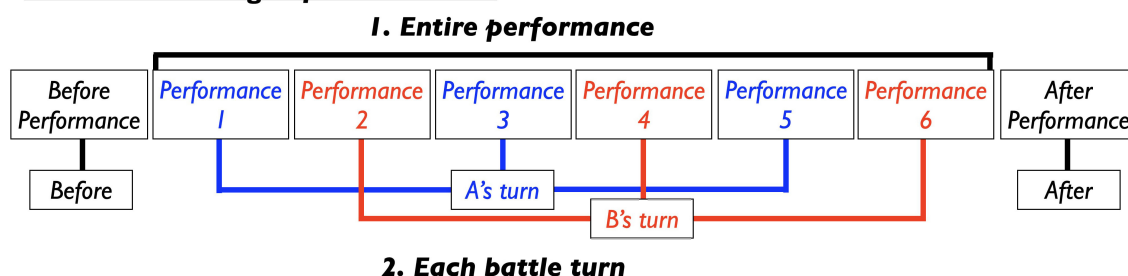 1. Entire performance
Before Performance
Performance 1
Performance 2
Performance 3
Performance 4
Performance 5
Performance 6
After Performance
Before
A's turn
B's turn
After
2. Each battle turn